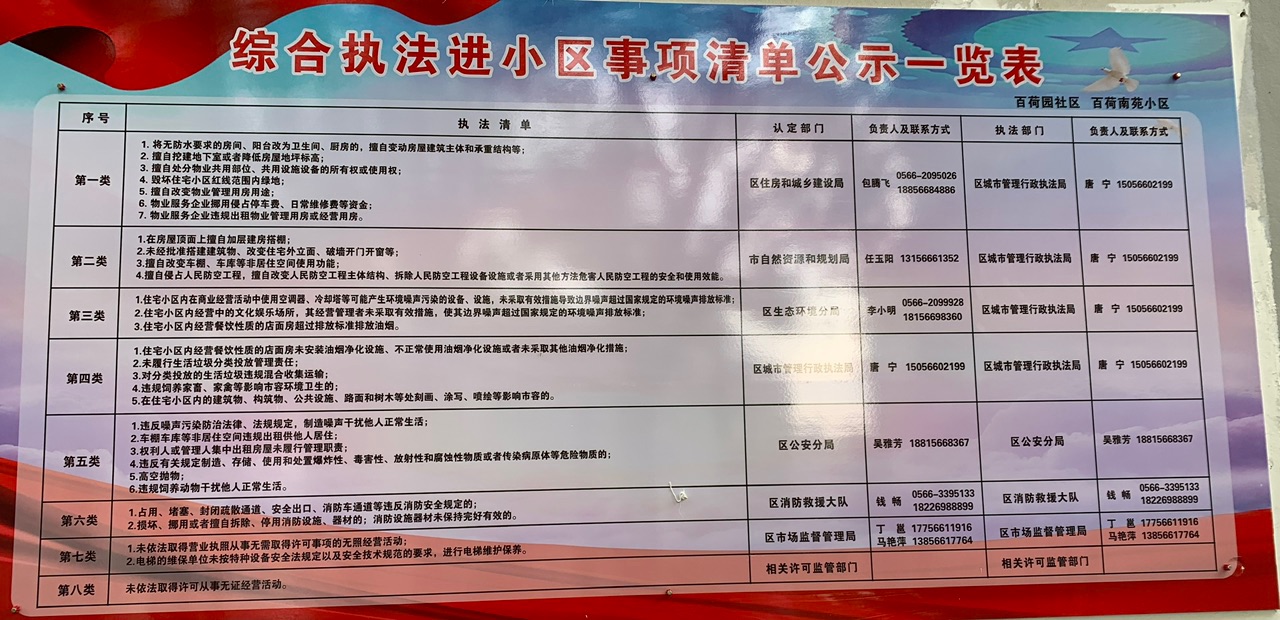 综合执法进小区事项清单公示一览表
百荷园社区 百荷南苑小区
序号 执法清单 认定部门 负责人及联系方式 执法部门 负责人及联系方式
第一类
1. 将无防水要求的房间、阳台改为卫生间、厨房的，擅自变动房屋建筑主体和承重结构等；
2. 擅自挖建地下室或者降低房屋地坪标高；
3. 擅自处分物业共用部位、共用设施设备的所有权或使用权；
4. 毁坏住宅小区红线范围内绿地；
5. 擅自改变物业管理用房用途；
6. 物业服务企业挪用侵占停车费、日常维修费等资金；
7. 物业服务企业违规出租物业管理用房或经营用房。
区住房和城乡建设局
包腾飞 0566-2095026
18856684886
区城市管理行政执法局
唐 宁 15056602199
第二类
1.在房屋顶面上擅自加层建房搭棚；
2.未经批准搭建建筑物、改变住宅外立面、破墙开门开窗等；
3.擅自改变车棚、车库等非居住空间使用功能；
4.擅自侵占人民防空工程，擅自改变人民防空工程主体结构、拆除人民防空工程设备设施或者采用其他方法危害人民防空工程的安全和使用效能。
市自然资源和规划局
任玉阳 13156661352
区城市管理行政执法局
唐 宁 15056602199
第三类
1.住宅小区内在商业经营活动中使用空调器、冷却塔等可能产生环境噪声污染的设备、设施，未采取有效措施导致边界噪声超过国家规定的环境噪声排放标准；
2.住宅小区内经营中的文化娱乐场所，其经营管理者未采取有效措施，使其边界噪声超过国家规定的环境噪声排放标准；
3.住宅小区内经营餐饮性质的店面房超过排放标准排放油烟。
区生态环境分局
李小明 0566-2099928
18156698360
区城市管理行政执法局
唐 宁 15056602199
第四类
1.住宅小区内经营餐饮性质的店面房未安装油烟净化设施、不正常使用油烟净化设施或者未采取其他油烟净化措施；
2.未履行生活垃圾分类投放管理责任；
3.对分类投放的生活垃圾违规混合收集运输；
4.违规饲养家畜、家禽等影响市容环境卫生的；
5.在住宅小区内的建筑物、构筑物、公共设施、路面和树木等处刻画、涂写、喷绘等影响市容的。
区城市管理行政执法局
唐 宁 15056602199
区城市管理行政执法局
唐 宁 15056602199
第五类
1.违反噪声污染防治法律、法规规定，制造噪声干扰他人正常生活；
2.车棚车库等非居住空间违规出租供他人居住；
3.权利人或管理人集中出租房屋未履行管理职责；
4.违反有关规定制造、存储、使用和处置爆炸性、毒害性、放射性和腐蚀性物质或者传染病原体等危险物质的；
5.高空抛物；
6.违规饲养动物干扰他人正常生活。
区公安分局
吴雅芳 18815668367
区公安分局
吴雅芳 18815668367
第六类
1.占用、堵塞、封闭疏散通道、安全出口、消防车通道等违反消防安全规定的；
2.损坏、挪用或者擅自拆除、停用消防设施、器材的；消防设施器材未保持完好有效的。
区消防救援大队
钱 畅 0566-3395133
18226988899
区消防救援大队
钱 畅 0566-3395133
18226988899
第七类
1.未依法取得营业执照从事无需取得许可事项的无照经营活动；
2.电梯的维保单位未按特种设备安全法规定以及安全技术规范的要求，进行电梯维护保养。
区市场监督管理局
丁 邕 17756611916
马艳萍 13856617764
区市场监督管理局
丁 邕 17756611916
马艳萍 13856617764
第八类
未依法取得许可从事无证经营活动。
相关许可监管部门
相关许可监管部门